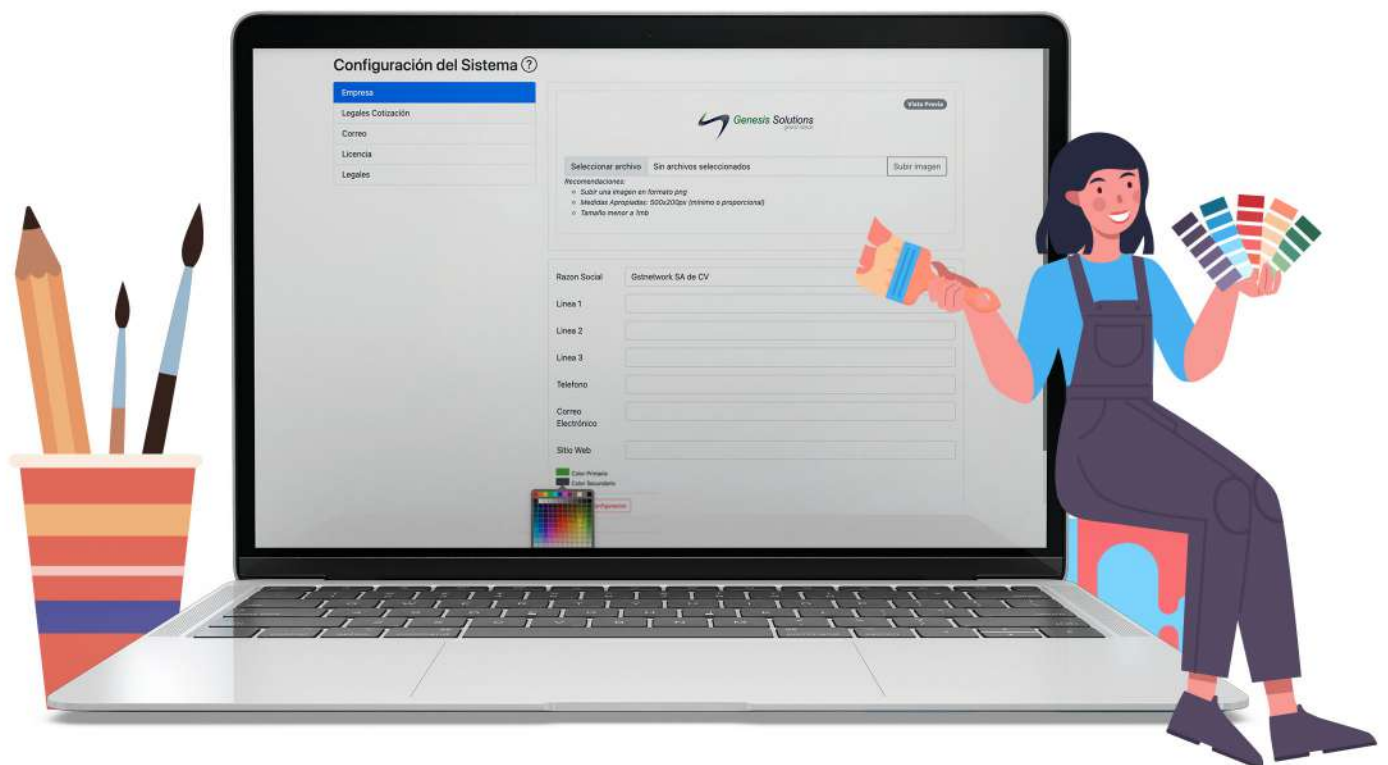 Configuración del Sistema ?
Empresa
Legales Cotización
Correo
Licencia
Legales
Vista Previa
Genesis Solutions
Seleccionar archivo Sin archivos seleccionados Subir imagen
Recomendaciones:
Subir una imagen en formato png
Medidas Apropiadas: 500x200px (mínimo o proporcional)
Tamaño menor a 1mb
Razon Social Gstnetwork SA de CV
Linea 1
Linea 2
Linea 3
Telefono
Correo
Electrónico
Sitio Web
Color Primario
Color Secundario